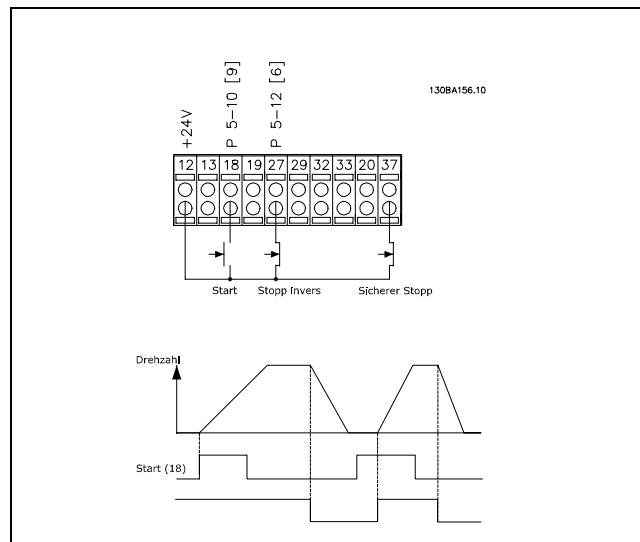 P 5-10 [9]
P 5-12 [6]
+24V
130BA156.10
12 13 18 19 27 29 32 33 20 37
Start Stopp Invers Sicherer Stopp
Drehzahl
Start (18)